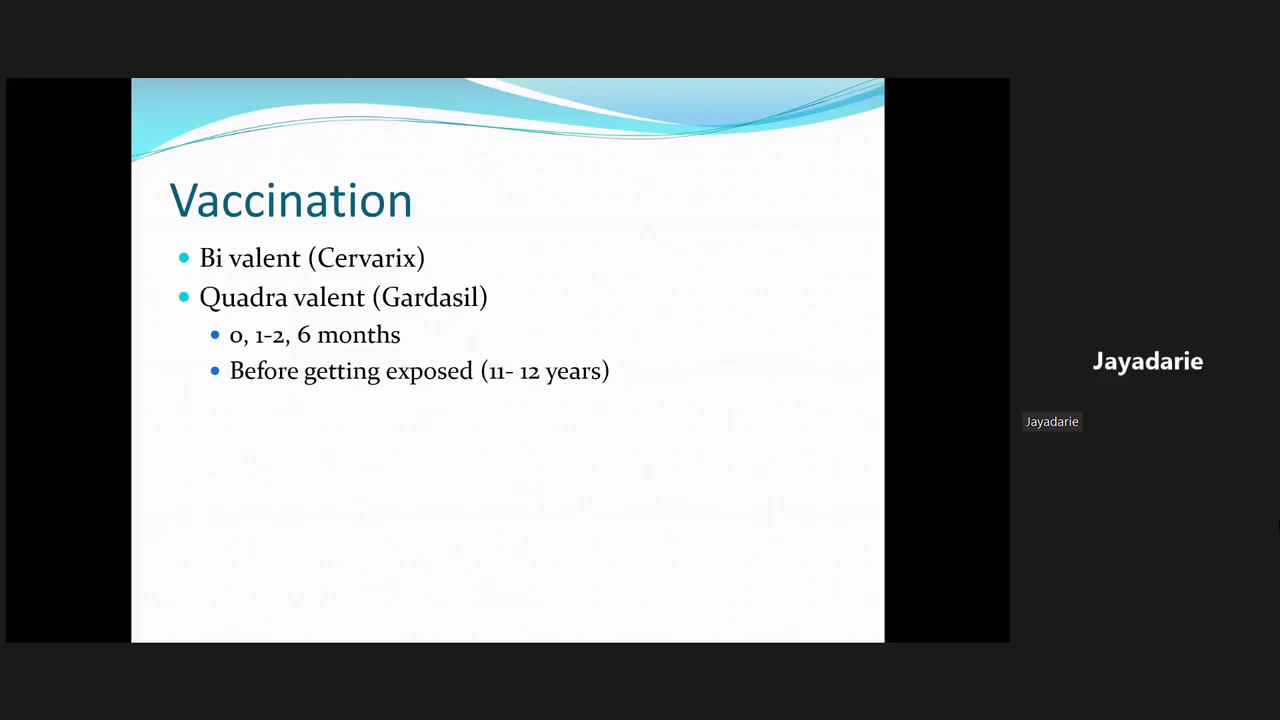 Vaccination
Bi valent (Cervarix)
Quadra valent (Gardasil)
0, 1-2, 6 months
Before getting exposed (11- 12 years)
Jayadarie
Jayadarie